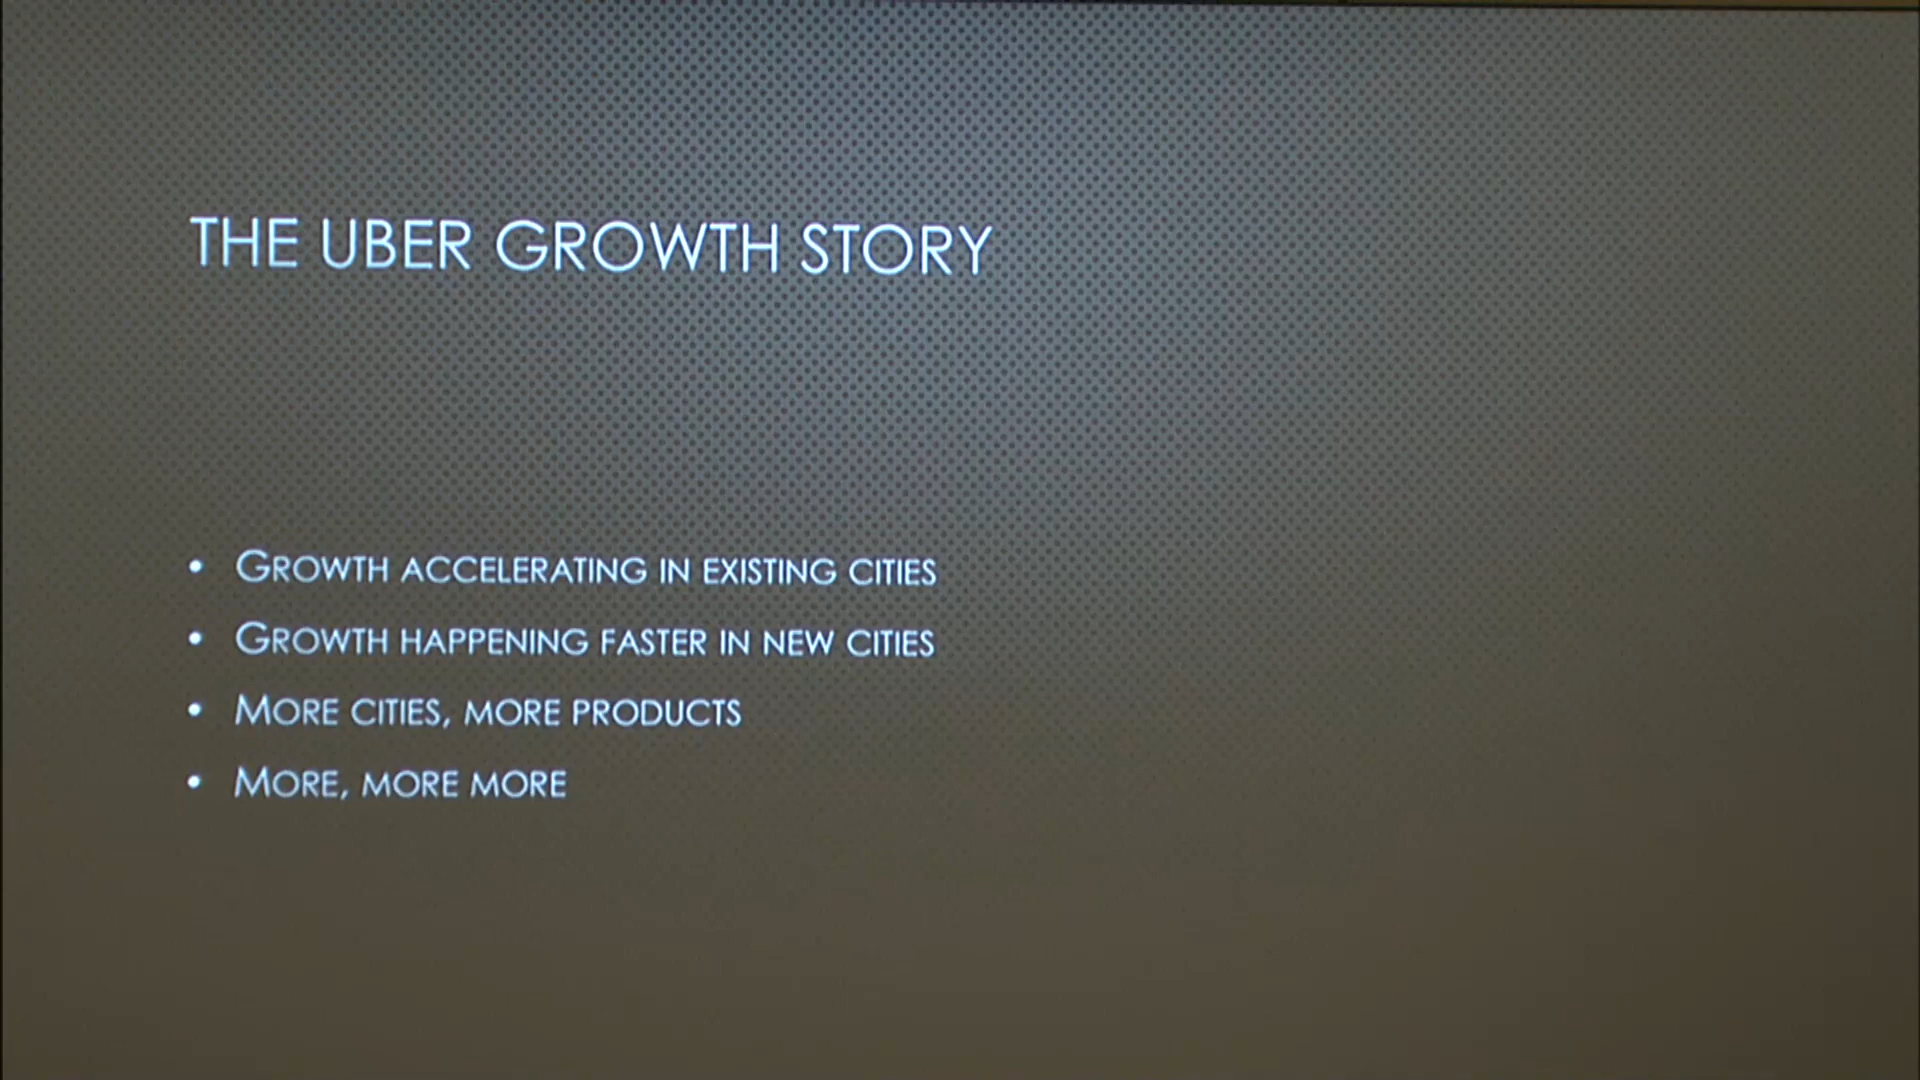 THE UBER GROWTH STORY
• GROWTH ACCELERATING IN EXISTING CITIES
• GROWTH HAPPENING FASTER IN NEW CITIES
• MORE CITIES, MORE PRODUCTS
• MORE, MORE MORE